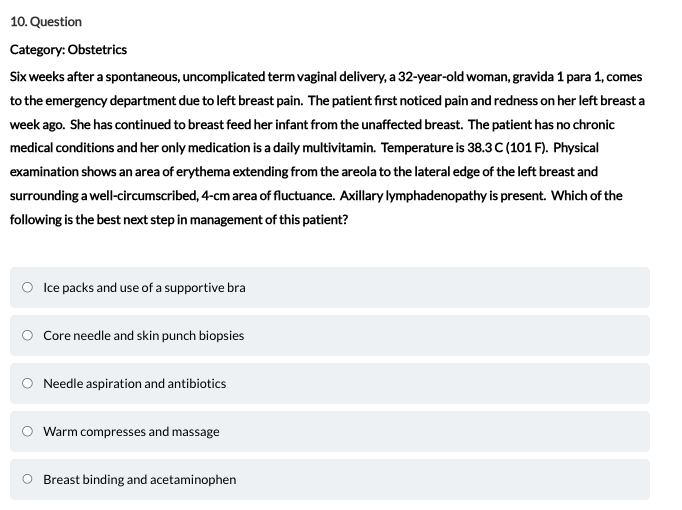 10. Question
Category: Obstetrics
Six weeks after a spontaneous, uncomplicated term vaginal delivery, a 32-year-old woman, gravida 1 para 1, comes
to the emergency department due to left breast pain. The patient first noticed pain and redness on her left breast a
week ago. She has continued to breast feed her infant from the unaffected breast. The patient has no chronic
medical conditions and her only medication is a daily multivitamin. Temperature is 38.3 C (101 F). Physical
examination shows an area of erythema extending from the areola to the lateral edge of the left breast and
surrounding a well-circumscribed, 4-cm area of fluctuance. Axillary lymphadenopathy is present. Which of the
following is the best next step in management of this patient?
Ice packs and use of a supportive bra
Core needle and skin punch biopsies
Needle aspiration and antibiotics
Warm compresses and massage
Breast binding and acetaminophen